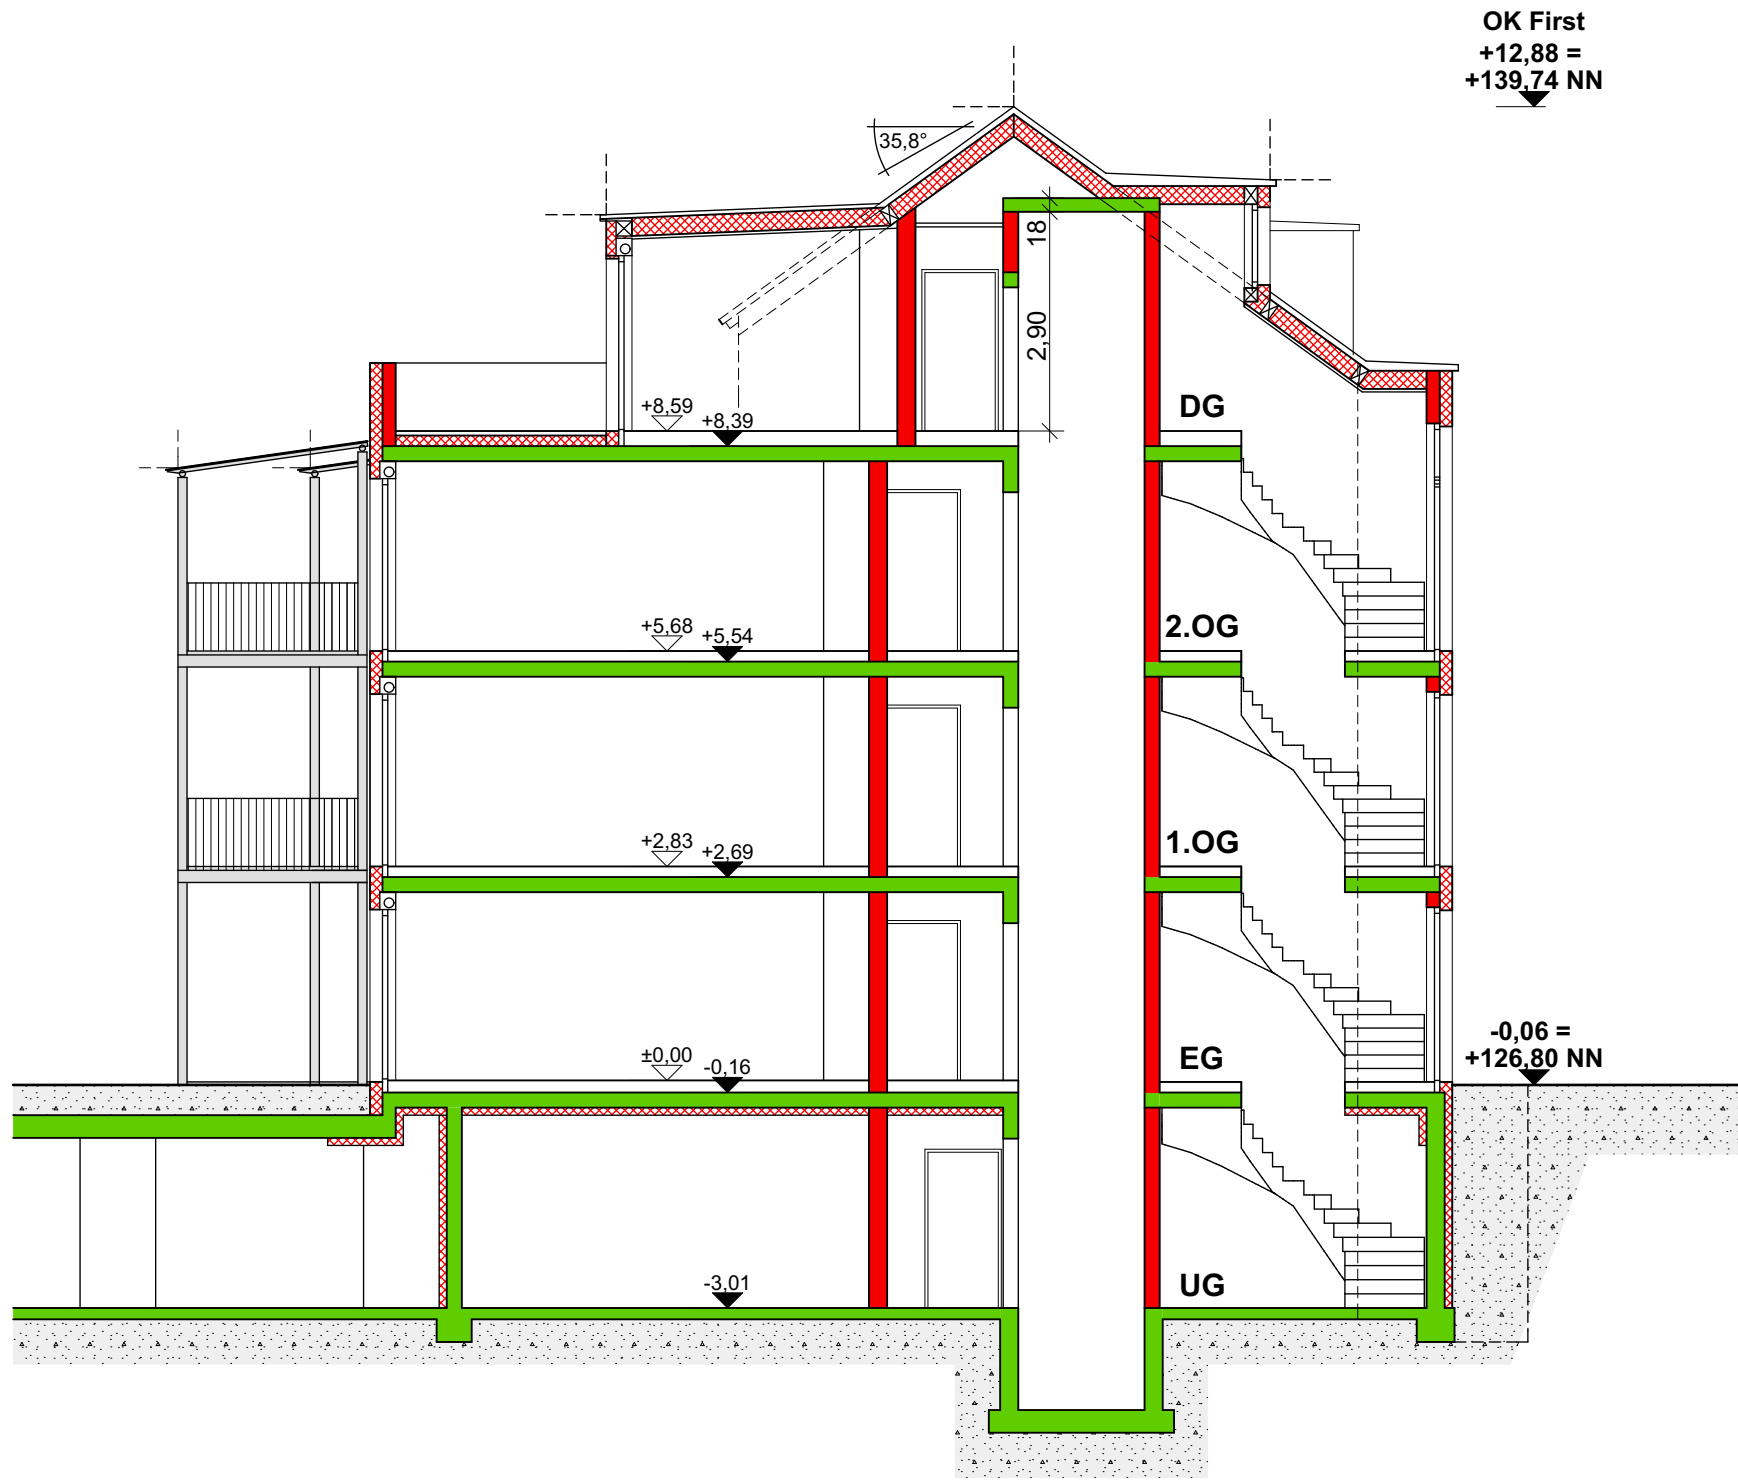 OK First
+12,88 =
+139,74 NN
35,8°
18
2,90
DG
+8,59
+8,39
2.OG
+5,68
+5,54
1.OG
+2,83
+2,69
-0,06 =
+126,80 NN
EG
±0,00
-0,16
UG
-3,01